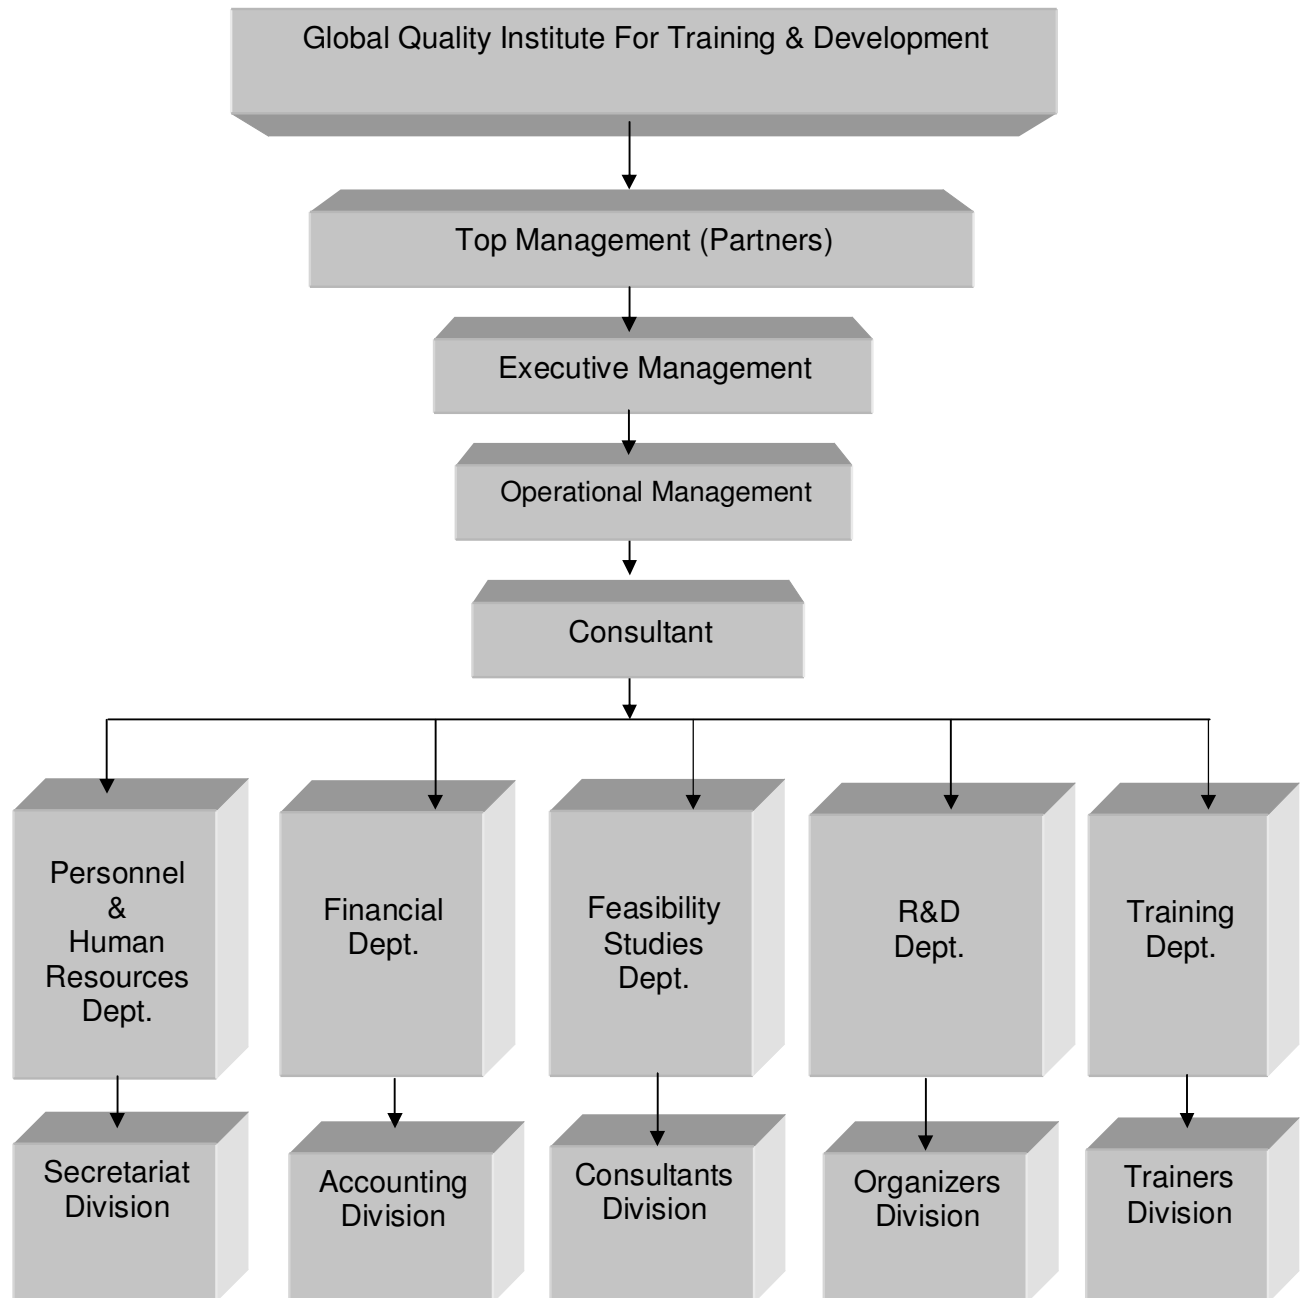 Global Quality Institute For Training & Development
Top Management (Partners)
Executive Management
Operational Management
Consultant
Personnel
&
Human
Resources
Dept.
Financial
Dept.
Feasibility
Studies
Dept.
R&D
Dept.
Training
Dept.
Secretariat
Division
Accounting
Division
Consultants
Division
Organizers
Division
Trainers
Division